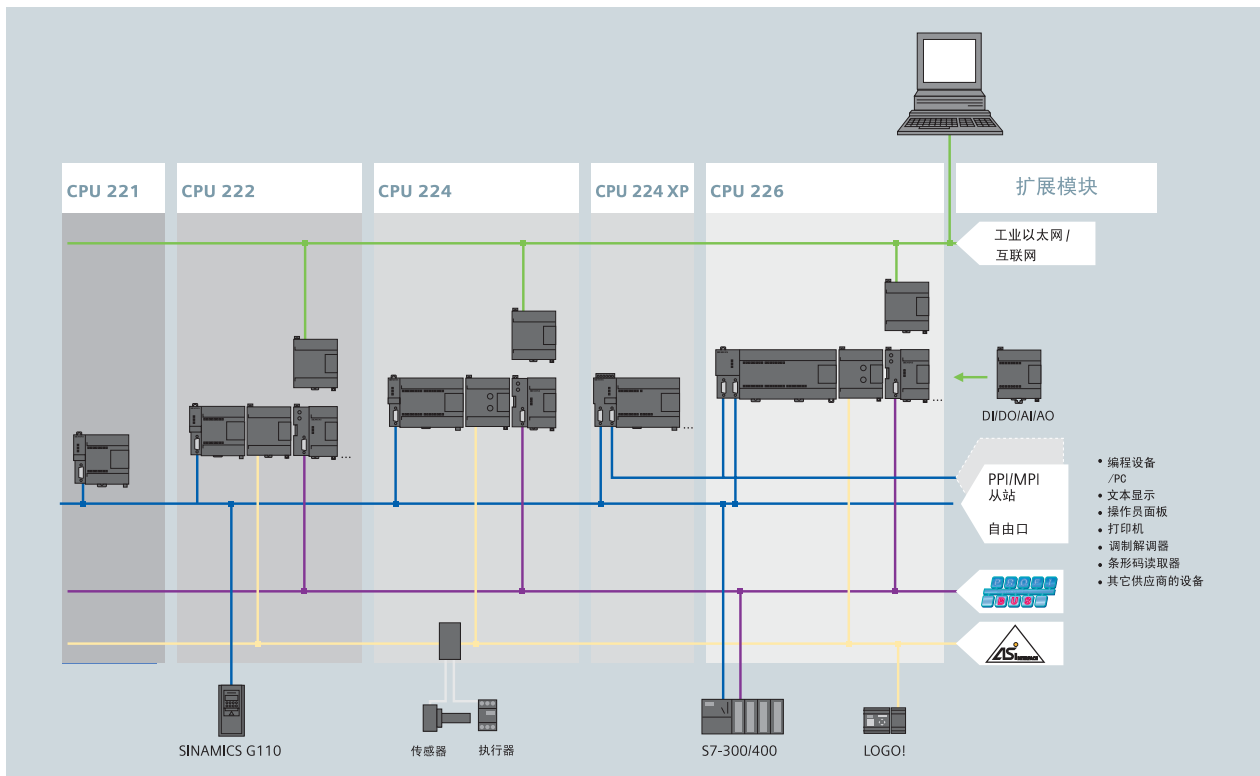 CPU 221
CPU 222
CPU 224
CPU 224 XP
CPU 226
扩展模块
工业以太网/
互联网
DI/DO/AI/AO
PPI/MPI
从站
自由口
• 编程设备
/PC
• 文本显示
• 操作员面板
• 打印机
• 调制解调器
• 条形码读取器
• 其它供应商的设备
...
...
...
PROFI
BUS
AS-INTERFACE
SINAMICS G110
传感器
执行器
S7-300/400
LOGO!